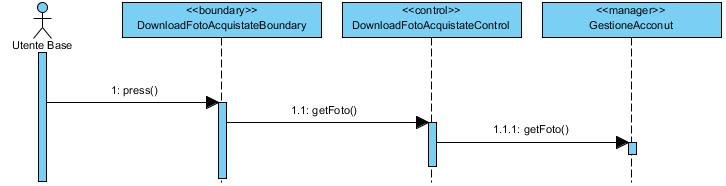 <<boundary>>
DownloadFotoAcquistateBoundary
<<control>>
DownloadFotoAcquistateControl
<<manager>>
GestioneAcconut
Utente Base
1: press()
1.1: getFoto()
1.1.1: getFoto()